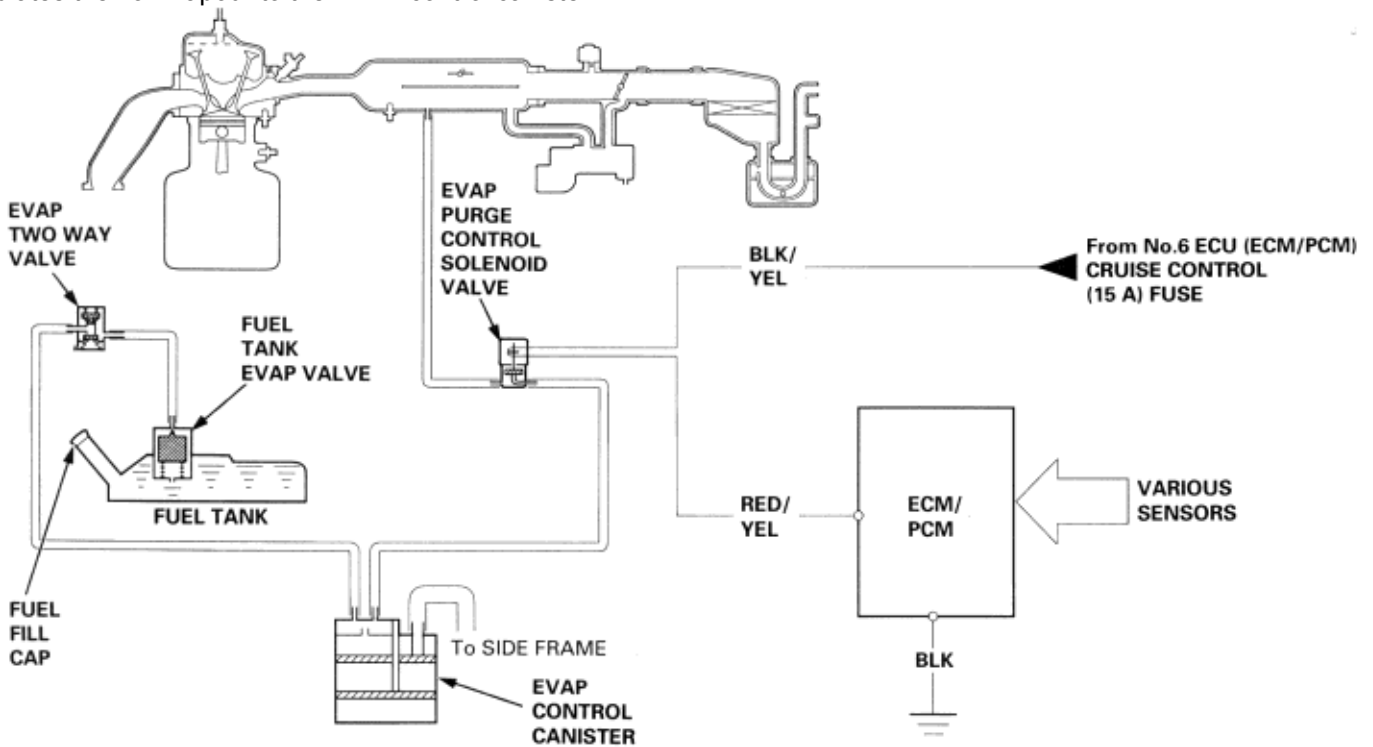 EVAP
TWO WAY
VALVE
EVAP
PURGE
CONTROL
SOLENOID
VALVE
BLK/
YEL
From No.6 ECU (ECM/PCM)
CRUISE CONTROL
(15 A) FUSE
FUEL
TANK
EVAP VALVE
FUEL TANK
RED/
YEL
ECM/
PCM
VARIOUS
SENSORS
FUEL
FILL
CAP
To SIDE FRAME
BLK
EVAP
CONTROL
CANISTER